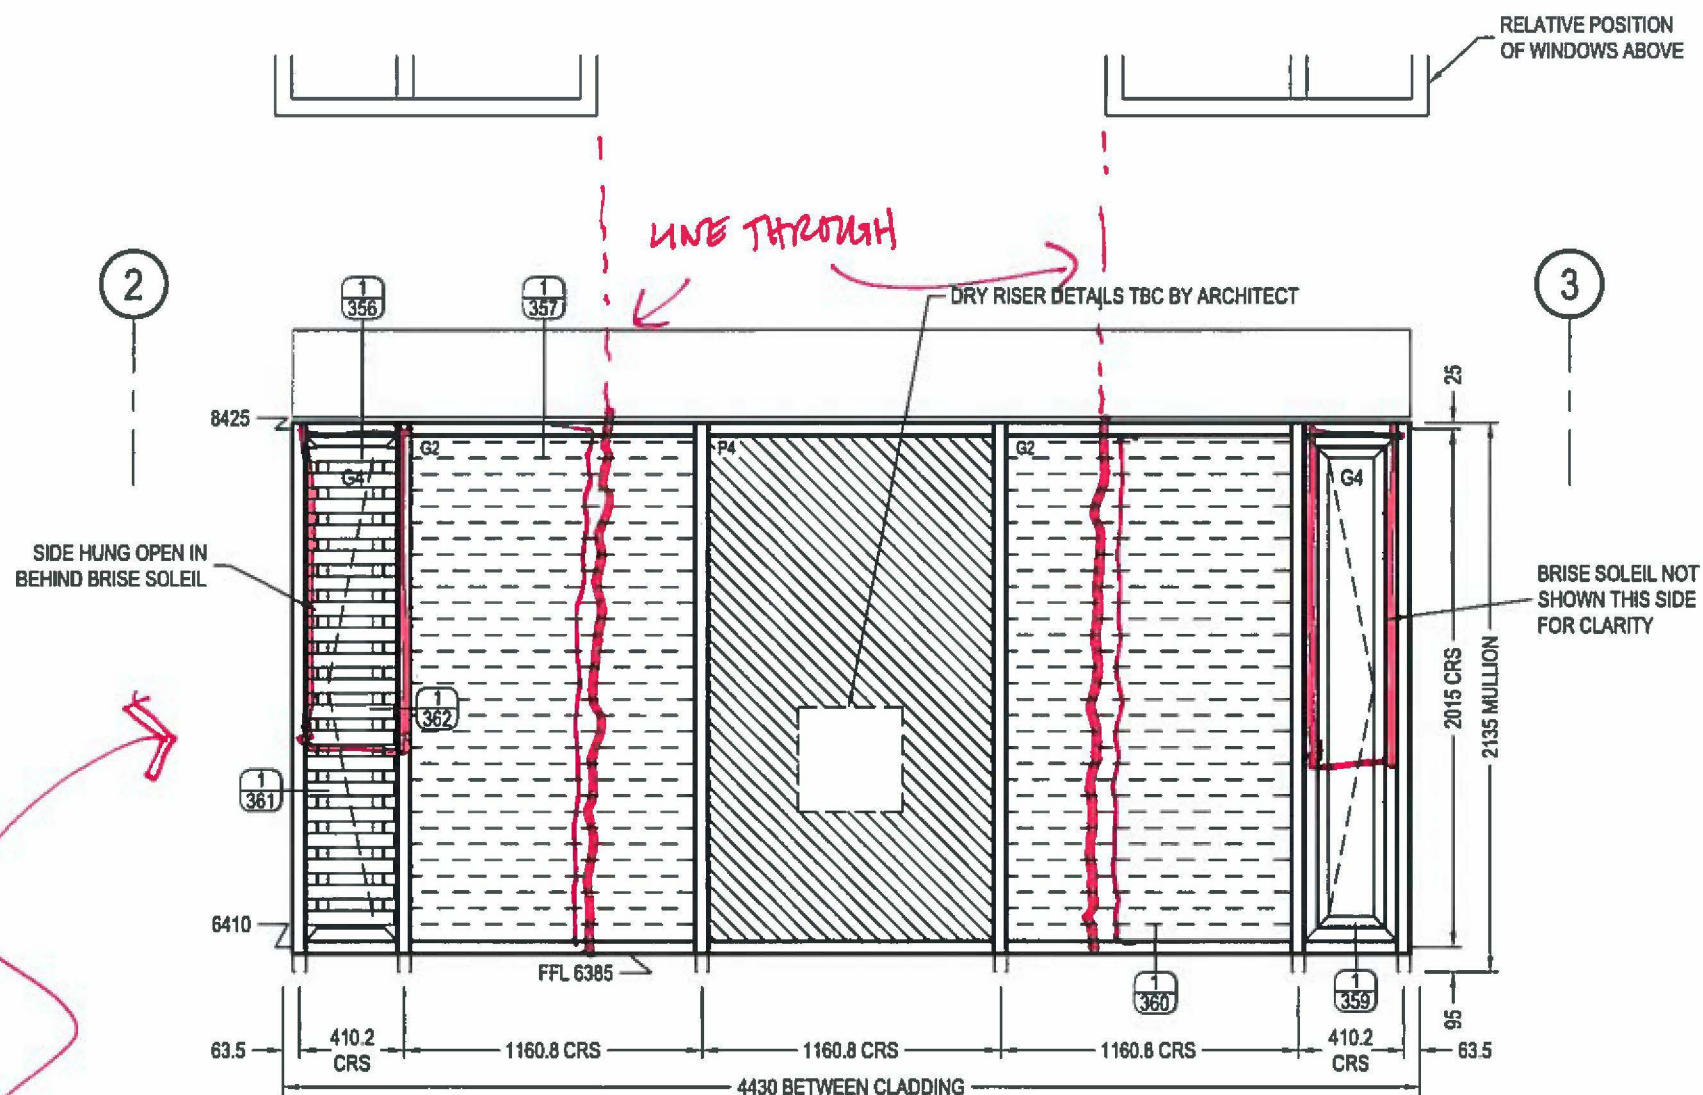 RELATIVE POSITION
OF WINDOWS ABOVE
LINE THROUGH
2
3
1
356
1
357
DRY RISER DETAILS TBC BY ARCHITECT
25
8425
G2
P4
G2
G4
G4
SIDE HUNG OPEN IN
BEHIND BRISE SOLEIL
BRISE SOLEIL NOT
SHOWN THIS SIDE
FOR CLARITY
2015 CRS
2135 MULLION
1
362
1
361
6410
FFL 6385
1
360
1
359
95
63.5
410.2
CRS
1160.8 CRS
1160.8 CRS
1160.8 CRS
410.2
CRS
63.5
4430 BETWEEN CLADDING